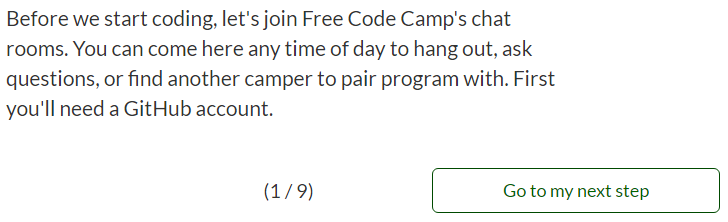 Before we start coding, let's join Free Code Camp's chat
rooms. You can come here any time of day to hang out, ask
questions, or find another camper to pair program with. First
you'll need a GitHub account.
(1 / 9)
Go to my next step